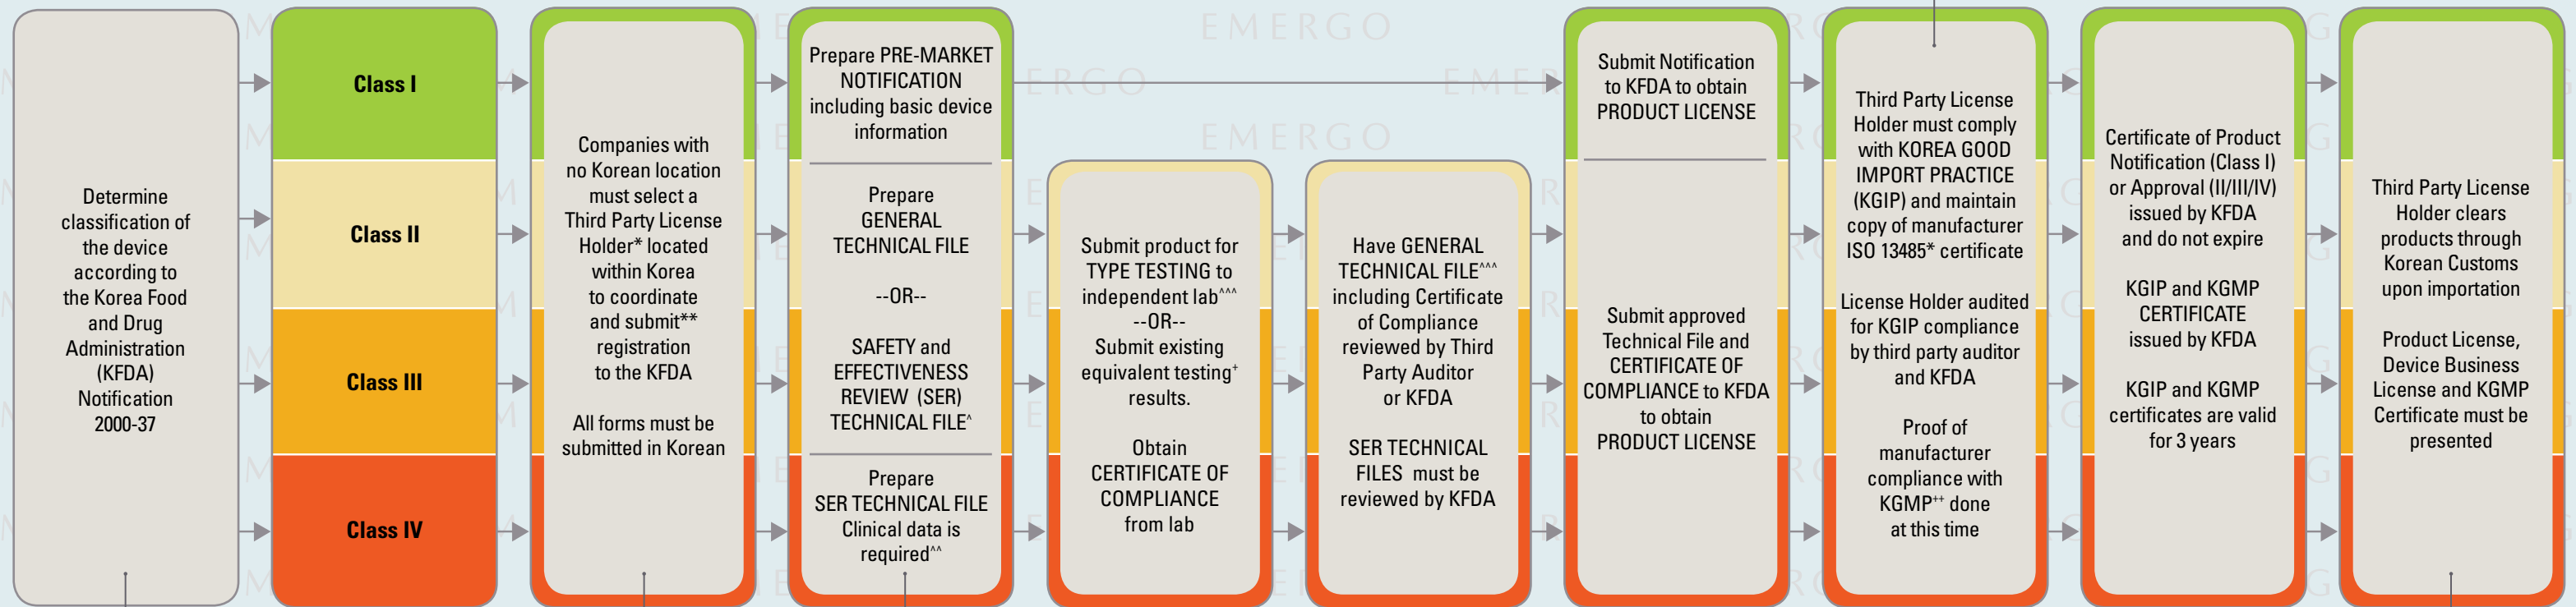 Determine
classification of
the device
according to
the Korea Food
and Drug
Administration
(KFDA)
Notification
2000-37
Class I
Class II
Class III
Class IV
Companies with
no Korean location
must select a
Third Party License
Holder* located
within Korea
to coordinate
and submit**
registration
to the KFDA
All forms must be
submitted in Korean
Prepare PRE-MARKET
NOTIFICATION
including basic device
information
Prepare
GENERAL
TECHNICAL FILE
--OR--
SAFETY and
EFFECTIVENESS
REVIEW (SER)
TECHNICAL FILE^
Prepare
SER TECHNICAL FILE
Clinical data is
required^^
Submit product for
TYPE TESTING to
independent lab^^^
--OR--
Submit existing
equivalent testing+
results.
Obtain
CERTIFICATE OF
COMPLIANCE
from lab
Have GENERAL
TECHNICAL FILE^^^
including Certificate
of Compliance
reviewed by Third
Party Auditor
or KFDA
SER TECHNICAL
FILES must be
reviewed by KFDA
Submit Notification
to KFDA to obtain
PRODUCT LICENSE
Submit approved
Technical File and
CERTIFICATE OF
COMPLIANCE to KFDA
to obtain
PRODUCT LICENSE
Third Party License
Holder must comply
with KOREA GOOD
IMPORT PRACTICE
(KGIP) and maintain
copy of manufacturer
ISO 13485* certificate
License Holder audited
for KGIP compliance
by third party auditor
and KFDA
Proof of
manufacturer
compliance with
KGMP++ done
at this time
Certificate of Product
Notification (Class I)
or Approval (II/III/IV)
issued by KFDA
and do not expire
KGIP and KGMP
CERTIFICATE
issued by KFDA
KGIP and KGMP
certificates are valid
for 3 years
Third Party License
Holder clears
products through
Korean Customs
upon importation
Product License,
Device Business
License and KGMP
Certificate must be
presented
EMERGO
EMERGO